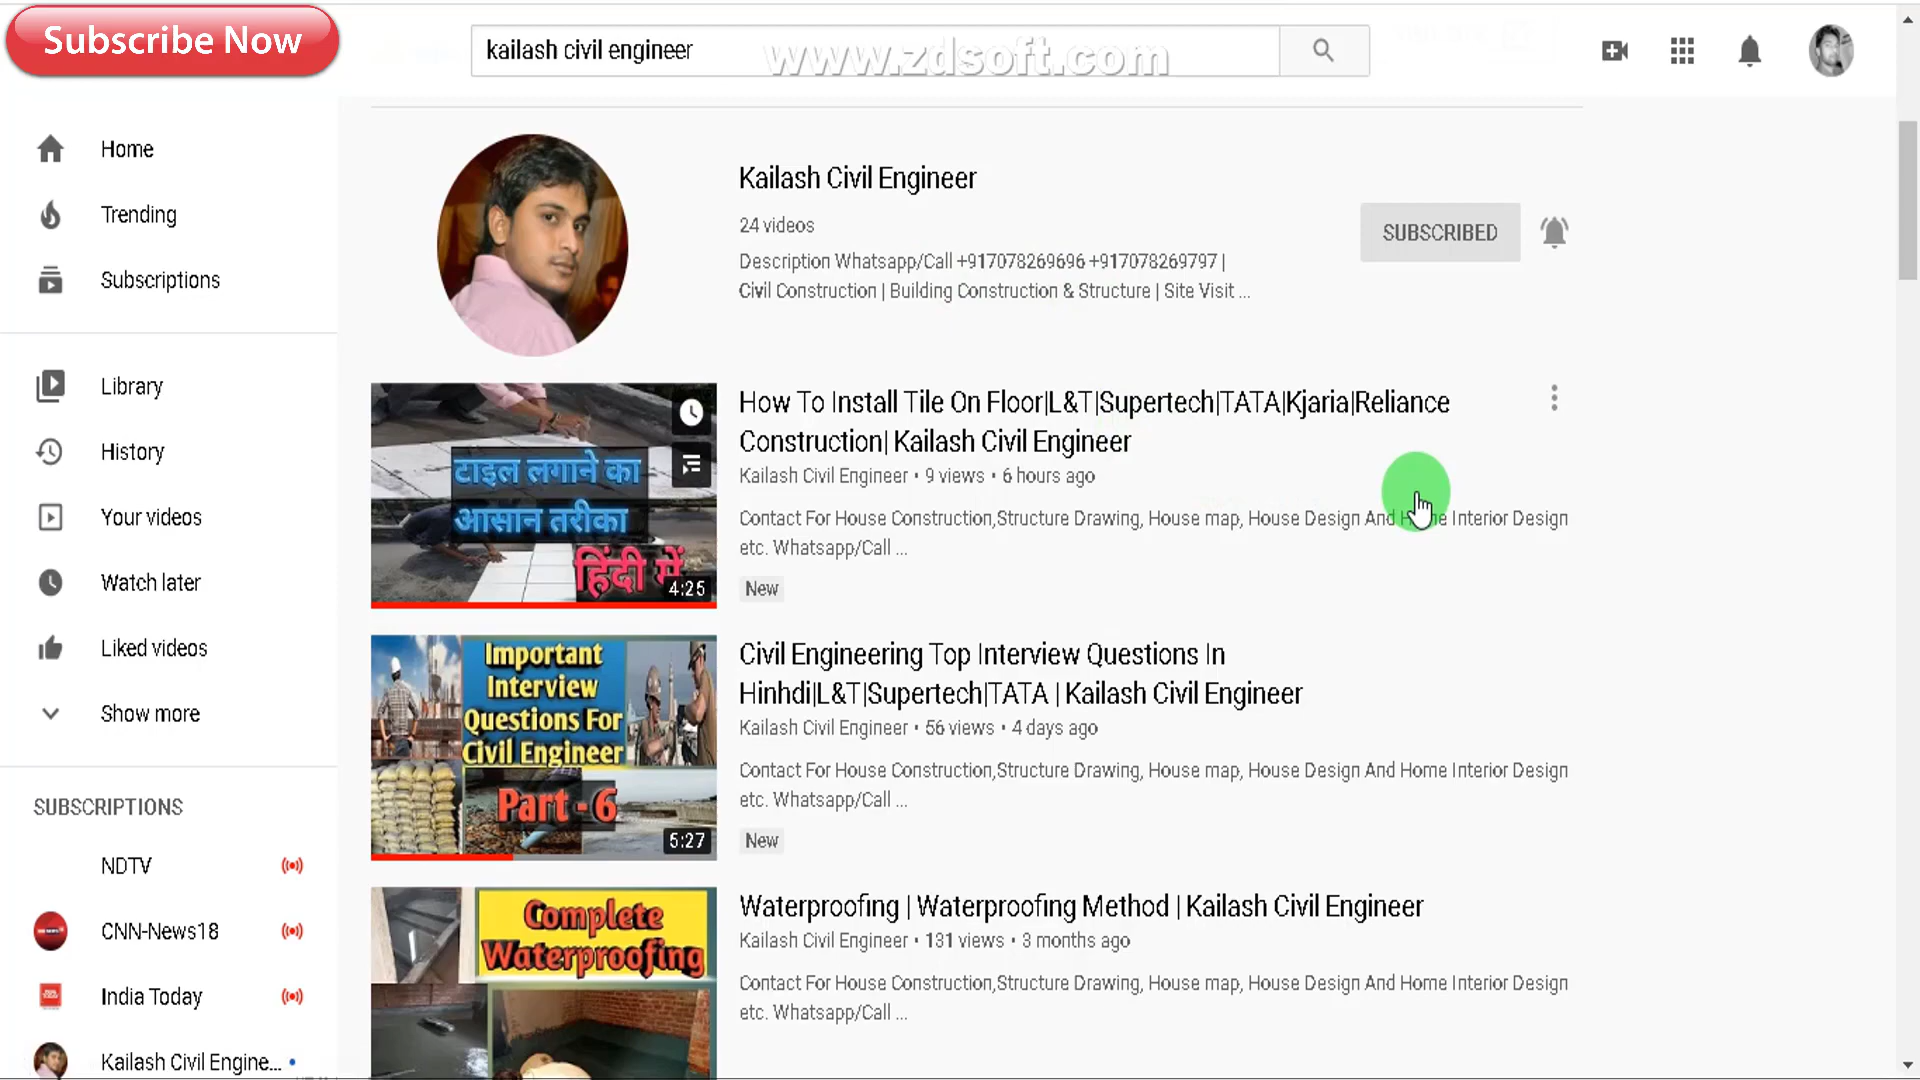 Subscribe Now
kailash civil engineer
www.zdsoft.com
Home
Trending
Subscriptions
Library
History
Your videos
Watch later
Liked videos
Show more
SUBSCRIPTIONS
NDTV
CNN-News18
India Today
Kailash Civil Engine...
Kailash Civil Engineer
24 videos
Description Whatsapp/Call +917078269696 +917078269797 |
Civil Construction | Building Construction & Structure | Site Visit ...
SUBSCRIBED
टाइल लगाने का
आसान तरीका
हिंदी में
4:25
How To Install Tile On Floor|L&T|Supertech|TATA|Kjaria|Reliance
Construction| Kailash Civil Engineer
Kailash Civil Engineer • 9 views • 6 hours ago
Contact For House Construction,Structure Drawing, House map, House Design And Home Interior Design
etc. Whatsapp/Call ...
New
Important
Interview
Questions For
Civil Engineer
Part - 6
5:27
Civil Engineering Top Interview Questions In
Hinhdi|L&T|Supertech|TATA | Kailash Civil Engineer
Kailash Civil Engineer • 56 views • 4 days ago
Contact For House Construction,Structure Drawing, House map, House Design And Home Interior Design
etc. Whatsapp/Call ...
New
Complete
Waterproofing
Waterproofing | Waterproofing Method | Kailash Civil Engineer
Kailash Civil Engineer • 131 views • 3 months ago
Contact For House Construction,Structure Drawing, House map, House Design And Home Interior Design
etc. Whatsapp/Call ...